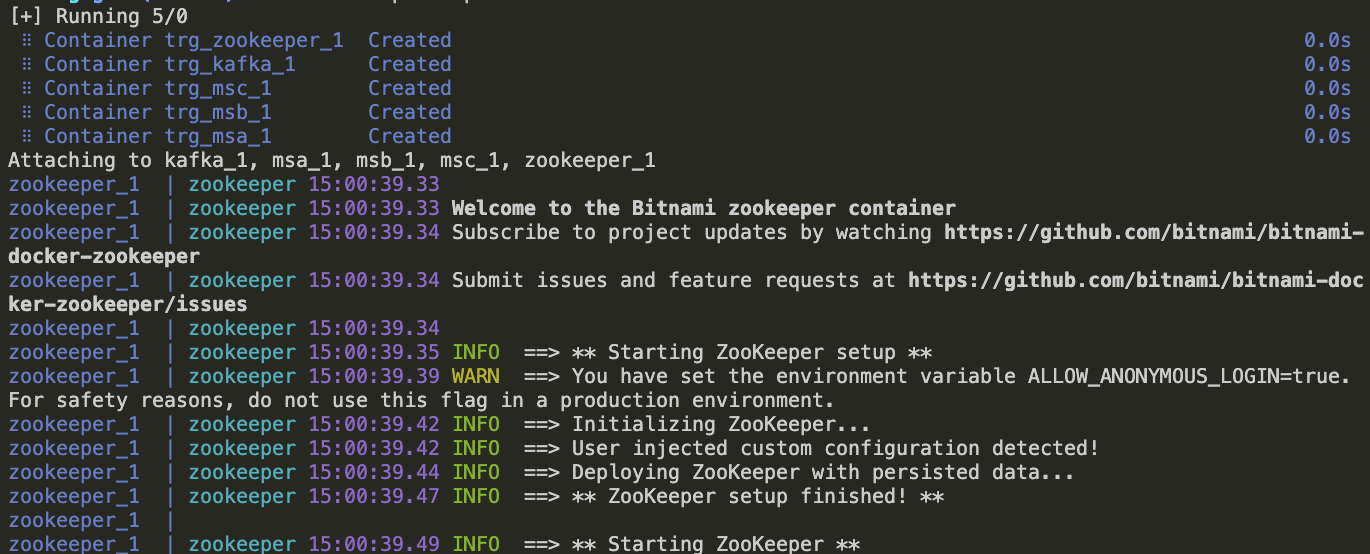 [+] Running 5/0
⠿ Container trg_zookeeper_1  Created 0.0s
⠿ Container trg_kafka_1      Created 0.0s
⠿ Container trg_msc_1        Created 0.0s
⠿ Container trg_msb_1        Created 0.0s
⠿ Container trg_msa_1        Created 0.0s
Attaching to kafka_1, msa_1, msb_1, msc_1, zookeeper_1
zookeeper_1  | zookeeper 15:00:39.33
zookeeper_1  | zookeeper 15:00:39.33 Welcome to the Bitnami zookeeper container
zookeeper_1  | zookeeper 15:00:39.34 Subscribe to project updates by watching https://github.com/bitnami/bitnami-
docker-zookeeper
zookeeper_1  | zookeeper 15:00:39.34 Submit issues and feature requests at https://github.com/bitnami/bitnami-doc
ker-zookeeper/issues
zookeeper_1  | zookeeper 15:00:39.34
zookeeper_1  | zookeeper 15:00:39.35 INFO  ==> ** Starting ZooKeeper setup **
zookeeper_1  | zookeeper 15:00:39.39 WARN  ==> You have set the environment variable ALLOW_ANONYMOUS_LOGIN=true.
For safety reasons, do not use this flag in a production environment.
zookeeper_1  | zookeeper 15:00:39.42 INFO  ==> Initializing ZooKeeper...
zookeeper_1  | zookeeper 15:00:39.42 INFO  ==> User injected custom configuration detected!
zookeeper_1  | zookeeper 15:00:39.44 INFO  ==> Deploying ZooKeeper with persisted data...
zookeeper_1  | zookeeper 15:00:39.47 INFO  ==> ** ZooKeeper setup finished! **
zookeeper_1  |
zookeeper_1  | zookeeper 15:00:39.49 INFO  ==> ** Starting ZooKeeper **